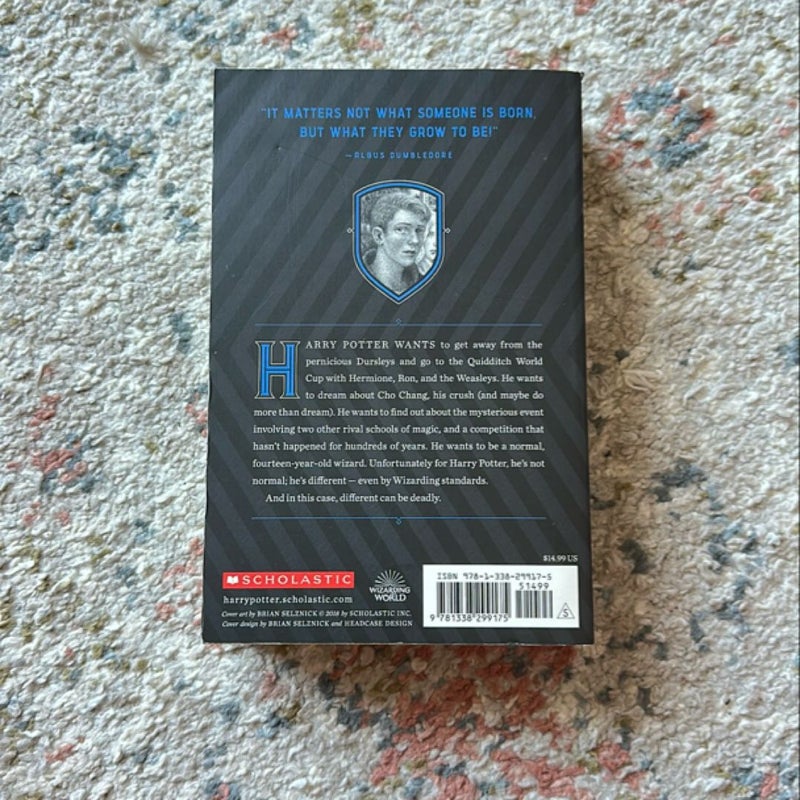 "IT MATTERS NOT WHAT SOMEONE IS BORN,
BUT WHAT THEY GROW TO BE!"
—ALBUS DUMBLEDORE
HARRY POTTER WANTS to get away from the
pernicious Dursleys and go to the Quidditch World
Cup with Hermione, Ron, and the Weasleys. He wants
to dream about Cho Chang, his crush (and maybe do
more than dream). He wants to find out about the mysterious event
involving two other rival schools of magic, and a competition that
hasn't happened for hundreds of years. He wants to be a normal,
fourteen-year-old wizard. Unfortunately for Harry Potter, he's not
normal; he's different — even by Wizarding standards.
And in this case, different can be deadly.
$14.99 US
SCHOLASTIC
harrypotter.scholastic.com
WIZARDING
WORLD
Cover art by BRIAN SELZNICK © 2018 by SCHOLASTIC INC.
Cover design by BRIAN SELZNICK and HEADCASE DESIGN
ISBN 978-1-338-29917-5
51499
9 781338 299175
S